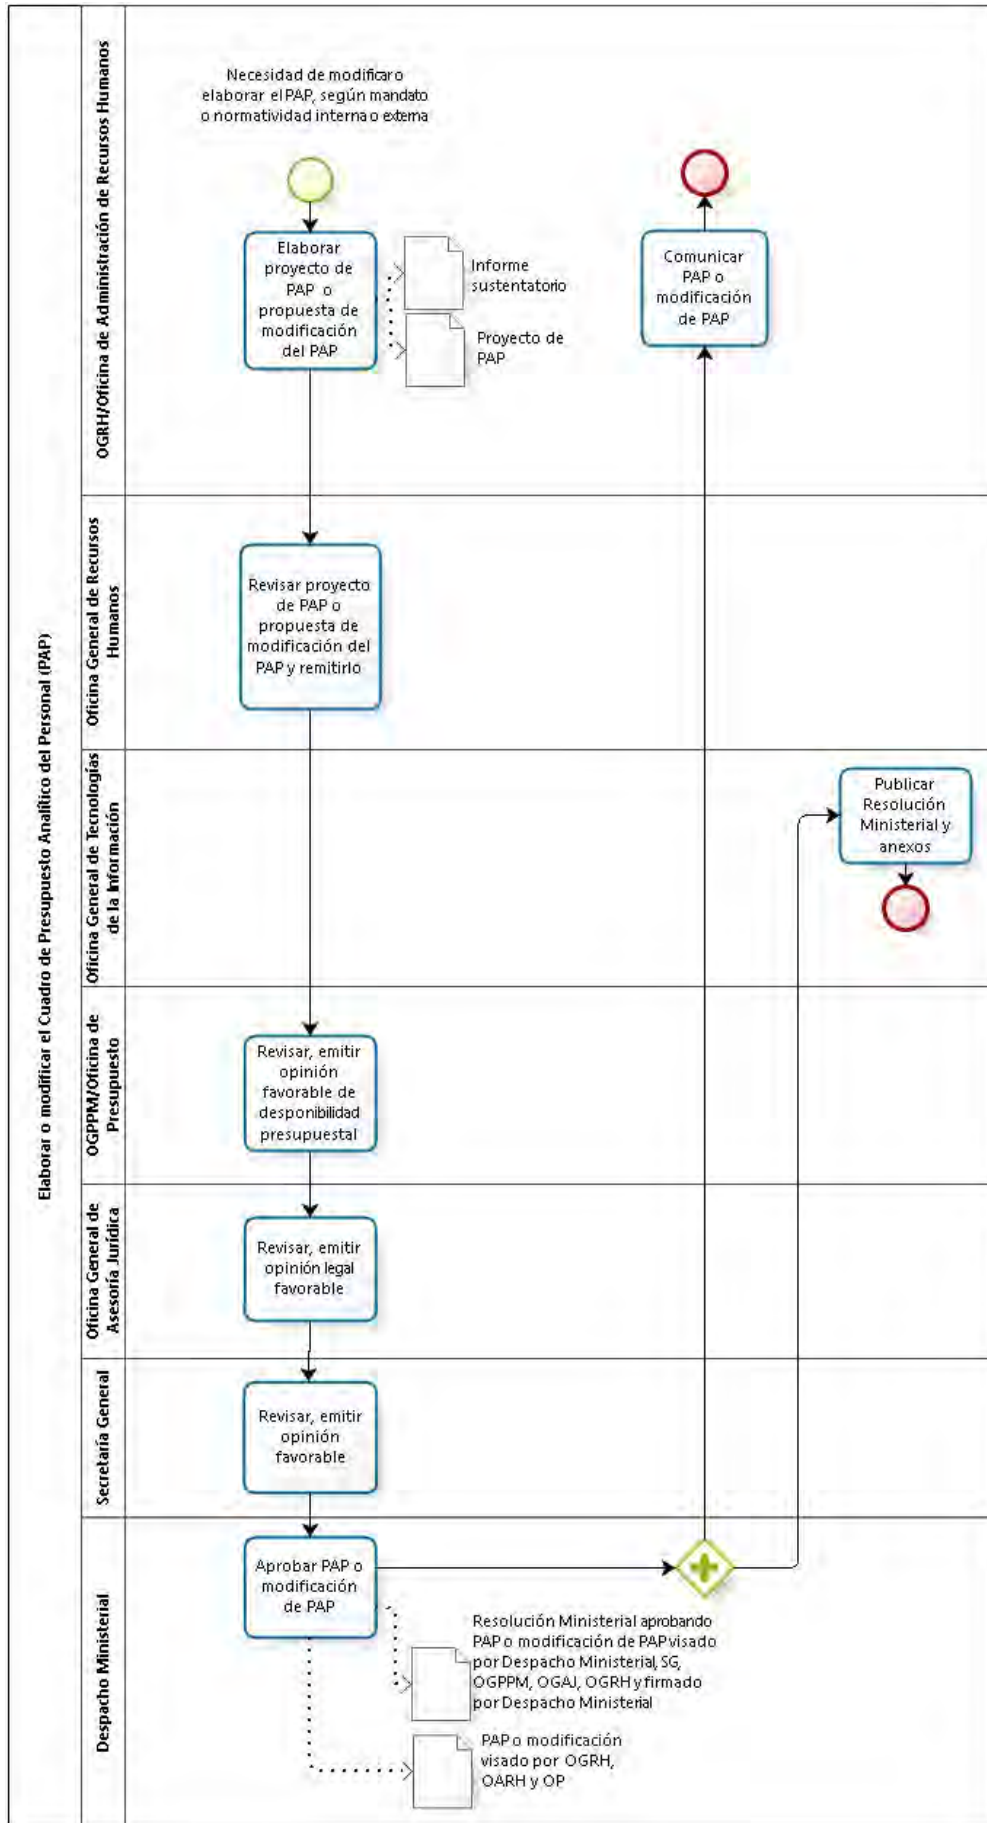 Elaborar o modificar el Cuadro de Presupuesto Analítico del Personal (PAP)
OGRH/Oficina de Administración de Recursos Humanos
Necesidad de modificar o
elaborar el PAP, según mandato
o normatividad interna o externa
Elaborar
proyecto de
PAP o
propuesta de
modificación
del PAP
Informe
sustentatorio
Proyecto de
PAP
Comunicar
PAP o
modificación
de PAP
Oficina General de Recursos
Humanos
Revisar proyecto
de PAP o
propuesta de
modificación del
PAP y remitirlo
Oficina General de Tecnologías
de la Información
Publicar
Resolución
Ministerial y
anexos
OGPPM/Oficina de
Presupuesto
Revisar, emitir
opinión
favorable de
desponibilidad
presupuestal
Oficina General de
Asesoría Jurídica
Revisar, emitir
opinión legal
favorable
Secretaría General
Revisar, emitir
opinión
favorable
Despacho Ministerial
Aprobar PAP o
modificación
de PAP
Resolución Ministerial aprobando
PAP o modificación de PAP visado
por Despacho Ministerial, SG,
OGPPM, OGAJ, OGRH y firmado
por Despacho Ministerial
PAP o modificación
visado por OGRH,
OARH y OP